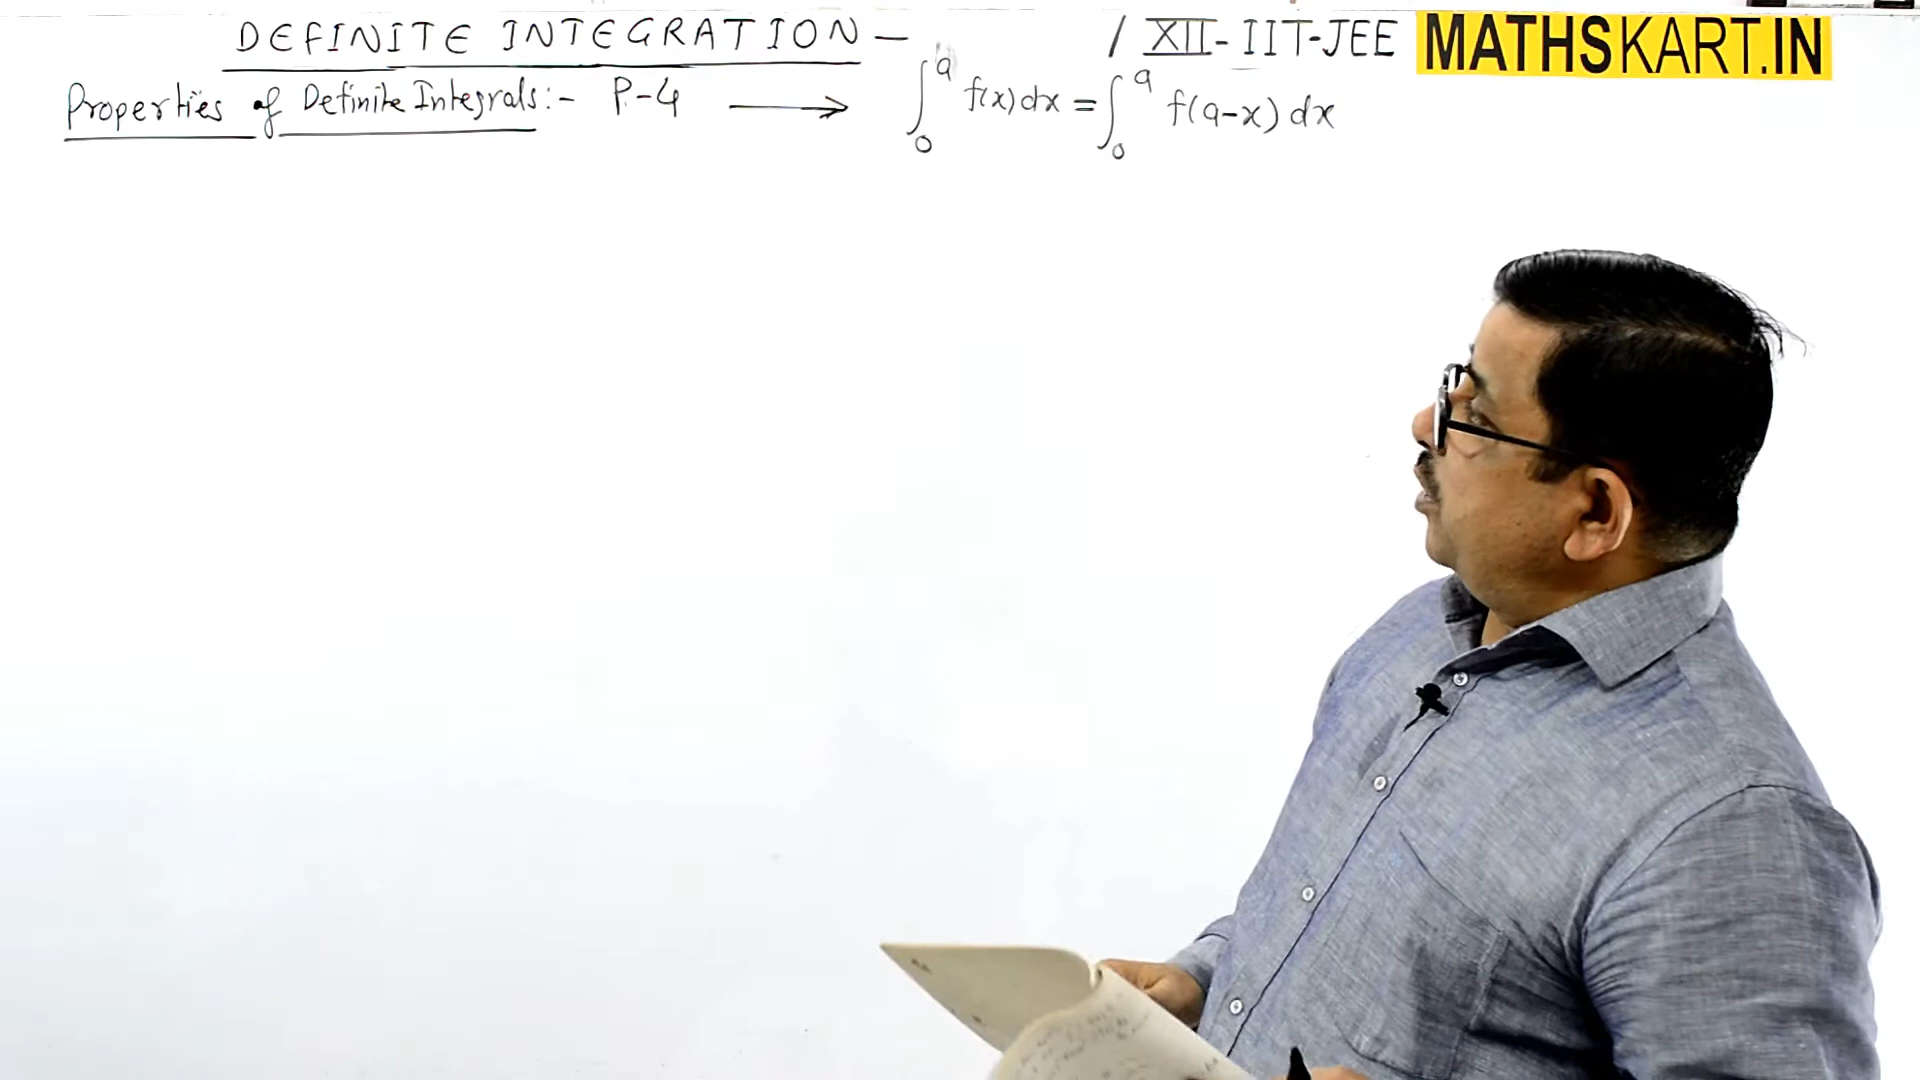 DEFINITE INTEGRATION — / XII-IIT-JEE MATHSKART.IN
Properties of Definite Integrals:- P-4 ⟶ ∫₀ᵃ f(x)dx = ∫₀ᵃ f(a-x) dx